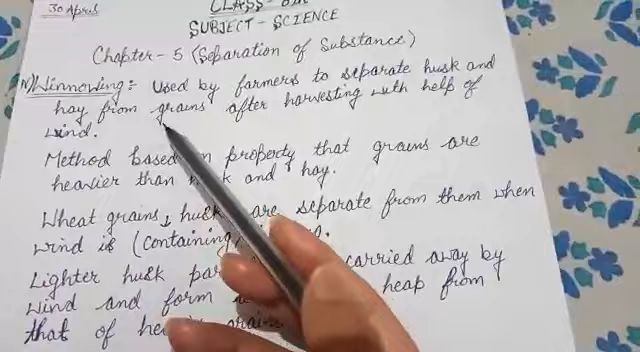 30 April
CLASS-
SUBJECT - SCIENCE
Chapter - 5 (Separation of Substance)
Winnowing:- Used by farmers to separate husk and
hay from grains after harvesting with help of
wind.
Method based property that grains are
heavier than and hay.
Wheat grains, husk are separate from them when
wind is (containing
Lighter husk carried away by
wind and form heap from
that of